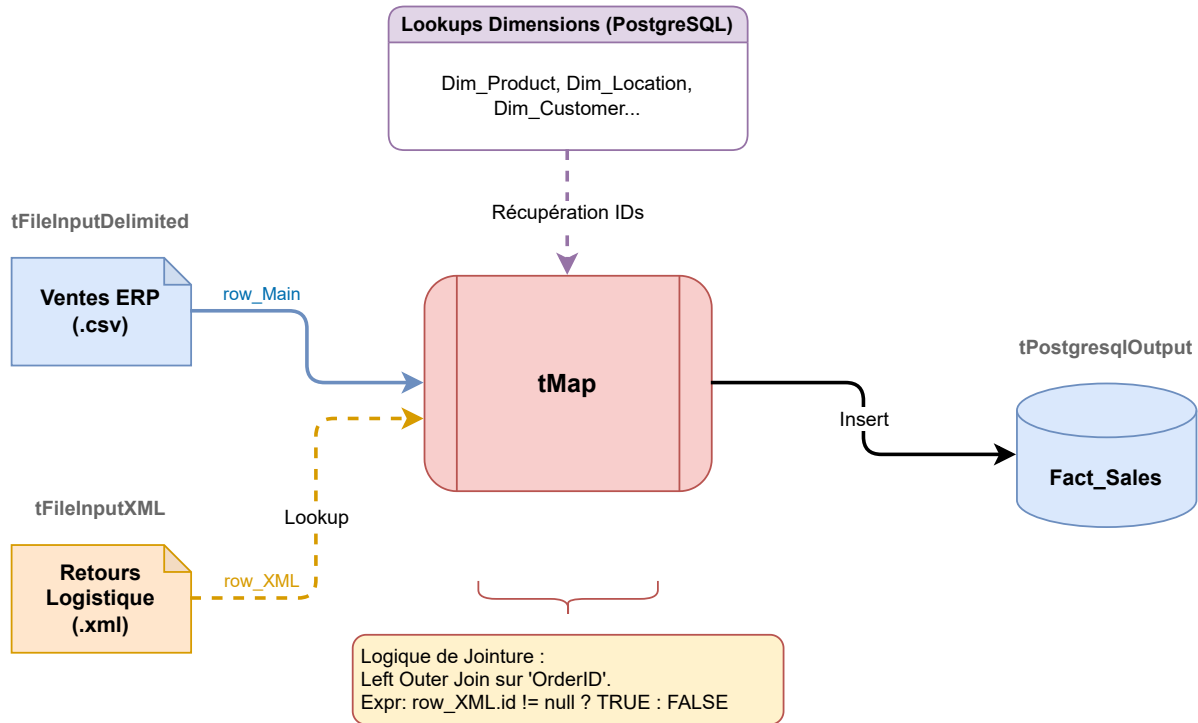 Lookups Dimensions (PostgreSQL)
Dim_Product, Dim_Location,
Dim_Customer...
Récupération IDs
tFileInputDelimited
Ventes ERP
(.csv)
row_Main
tMap
tPostgresqlOutput
Insert
Fact_Sales
tFileInputXML
Lookup
Retours
Logistique
(.xml)
row_XML
Logique de Jointure :
Left Outer Join sur 'OrderID'.
Expr: row_XML.id != null ? TRUE : FALSE